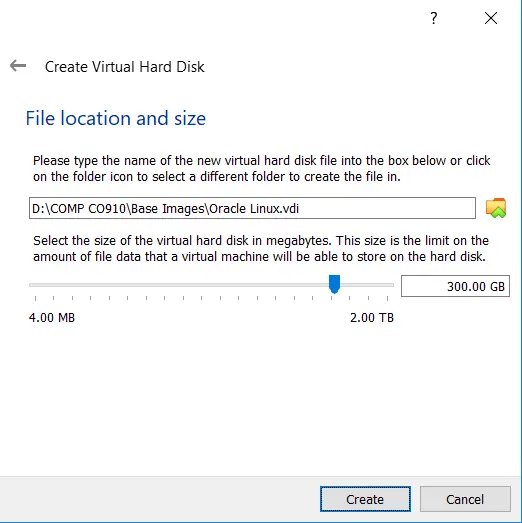 ?
Create Virtual Hard Disk
File location and size
Please type the name of the new virtual hard disk file into the box below or click
on the folder icon to select a different folder to create the file in.
D:\COMP CO910\Base Images\Oracle Linux.vdi
Select the size of the virtual hard disk in megabytes. This size is the limit on the
amount of file data that a virtual machine will be able to store on the hard disk.
300.00 GB
4.00 MB 2.00 TB
Create Cancel